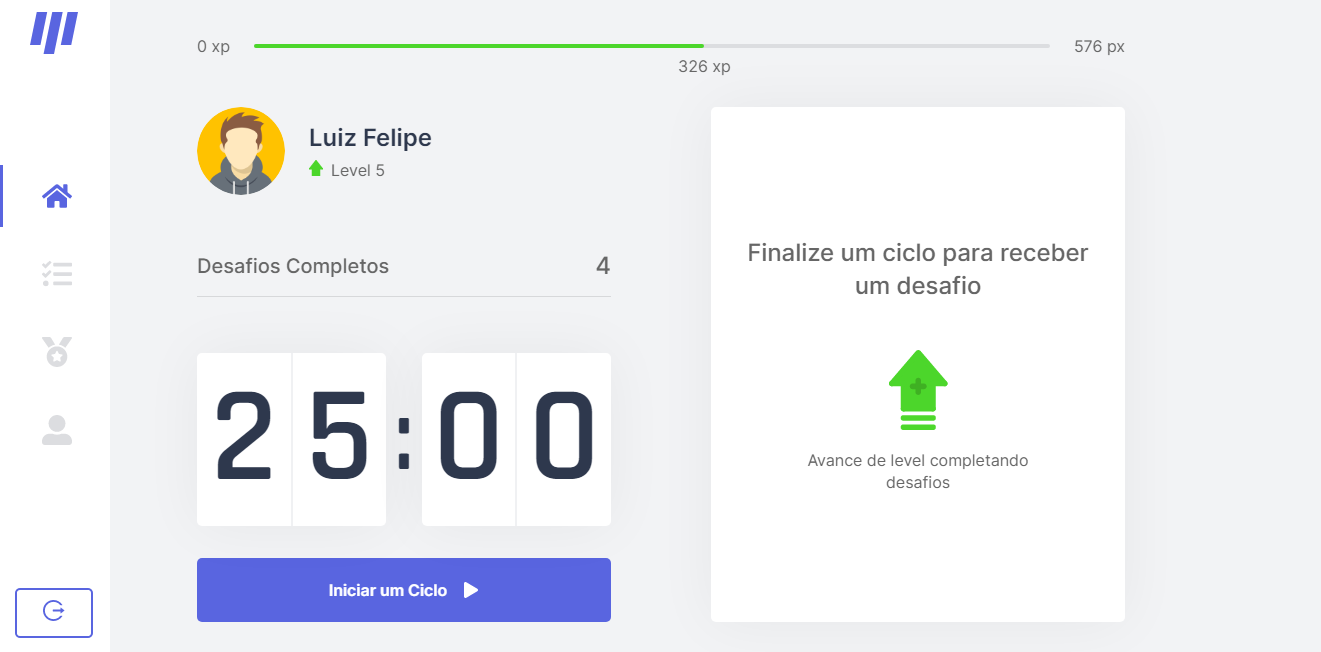 0 xp
576 px
326 xp
Luiz Felipe
Level 5
Desafios Completos
4
25:00
Iniciar um Ciclo
Finalize um ciclo para receber
um desafio
Avance de level completando
desafios